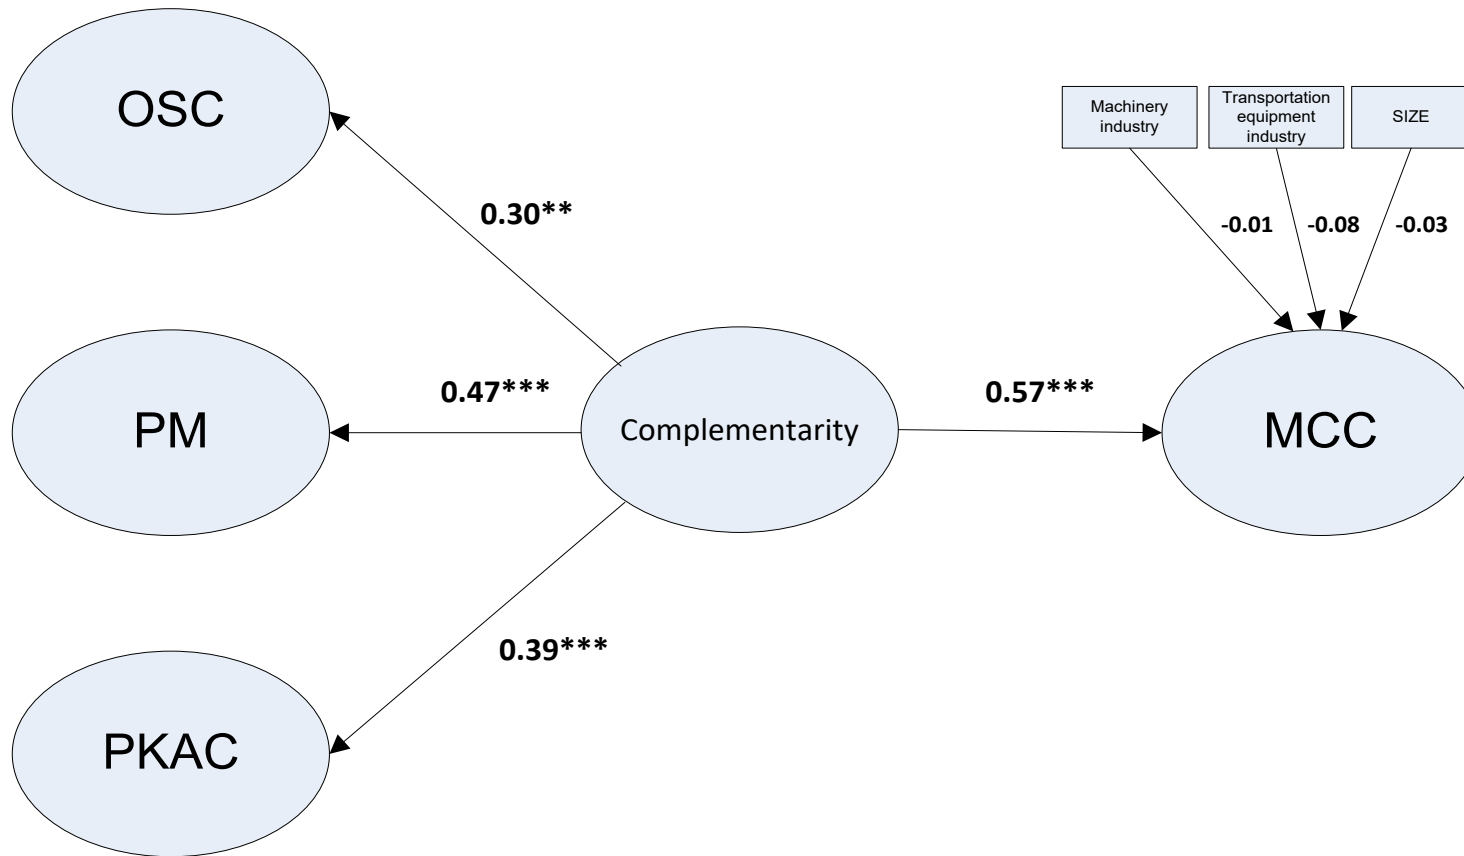 OSC
Machinery
industry
Transportation
equipment
industry
SIZE
0.30**
-0.01
-0.08
-0.03
PM
0.47***
Complementarity
0.57***
MCC
0.39***
PKAC